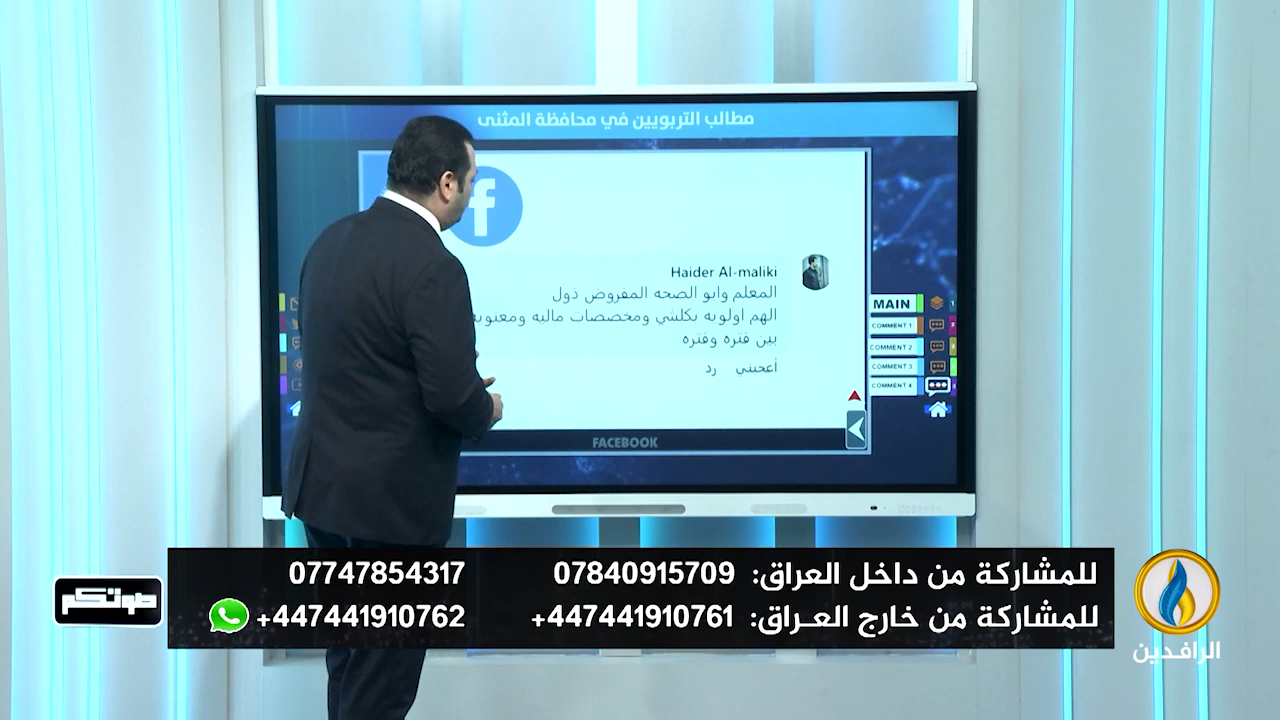 مطالب التربويين في محافظة المثنى
f
Haider Al-maliki
المعلم وابو الصحه المفروض ذول
الهم اولويه بكلشي ومخصصات ماليه ومعنويه
بين فتره وفتره
أعجبني رد
MAIN
COMMENT 1
COMMENT 2
COMMENT 3
COMMENT 4
FACEBOOK
للمشاركة من داخل العراق: 07840915709 07747854317
للمشاركة من خارج العراق: 447441910761+ 447441910762+
صوتكم
الرافدين